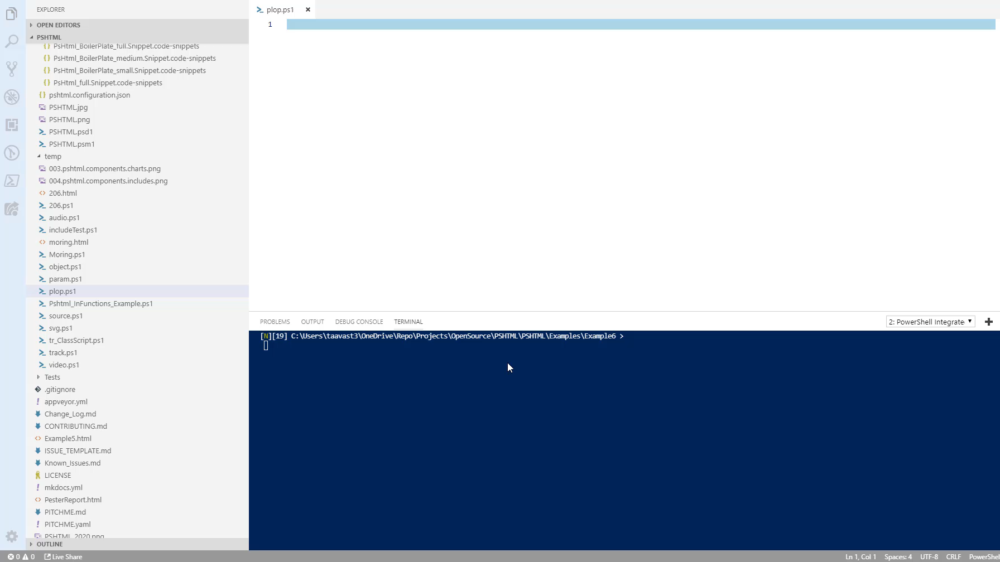 EXPLORER
OPEN EDITORS
PSHTML
PsHtml_BoilerPlate_full.Snippet.code-snippets
PsHtml_BoilerPlate_medium.Snippet.code-snippets
PsHtml_BoilerPlate_small.Snippet.code-snippets
PsHtml_full.Snippet.code-snippets
pshtml.configuration.json
PSHTML.jpg
PSHTML.png
PSHTML.psd1
PSHTML.psm1
temp
003.pshtml.components.charts.png
004.pshtml.components.includes.png
206.html
206.ps1
audio.ps1
includeTest.ps1
moring.html
Moring.ps1
object.ps1
param.ps1
plop.ps1
Pshtml_InFunctions_Example.ps1
source.ps1
svg.ps1
tr_ClassScript.ps1
track.ps1
video.ps1
Tests
.gitignore
appveyor.yml
Change_Log.md
CONTRIBUTING.md
Example5.html
ISSUE_TEMPLATE.md
Known_Issues.md
LICENSE
mkdocs.yml
PesterReport.html
PITCHME.md
PITCHME.yaml
PSHTML_2020.png
OUTLINE
plop.ps1
1
PROBLEMS OUTPUT DEBUG CONSOLE TERMINAL 2: PowerShell Integrate
[N][19] C:\Users\taavast3\OneDrive\Repo\Projects\OpenSource\PSHTML\PSHTML\Examples\Example6 >
0 0 Live Share Ln 1, Col 1 Spaces: 4 UTF-8 CRLF PowerShel